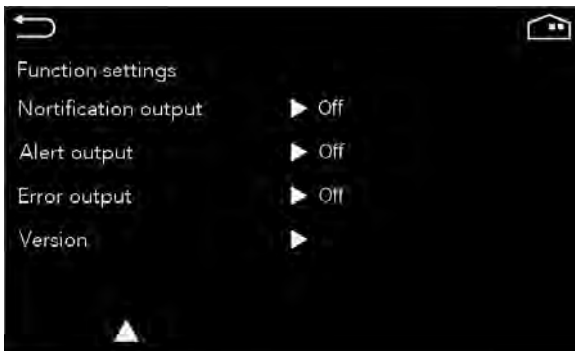 Function settings
Nortification output ▶ Off
Alert output ▶ Off
Error output ▶ Off
Version ▶